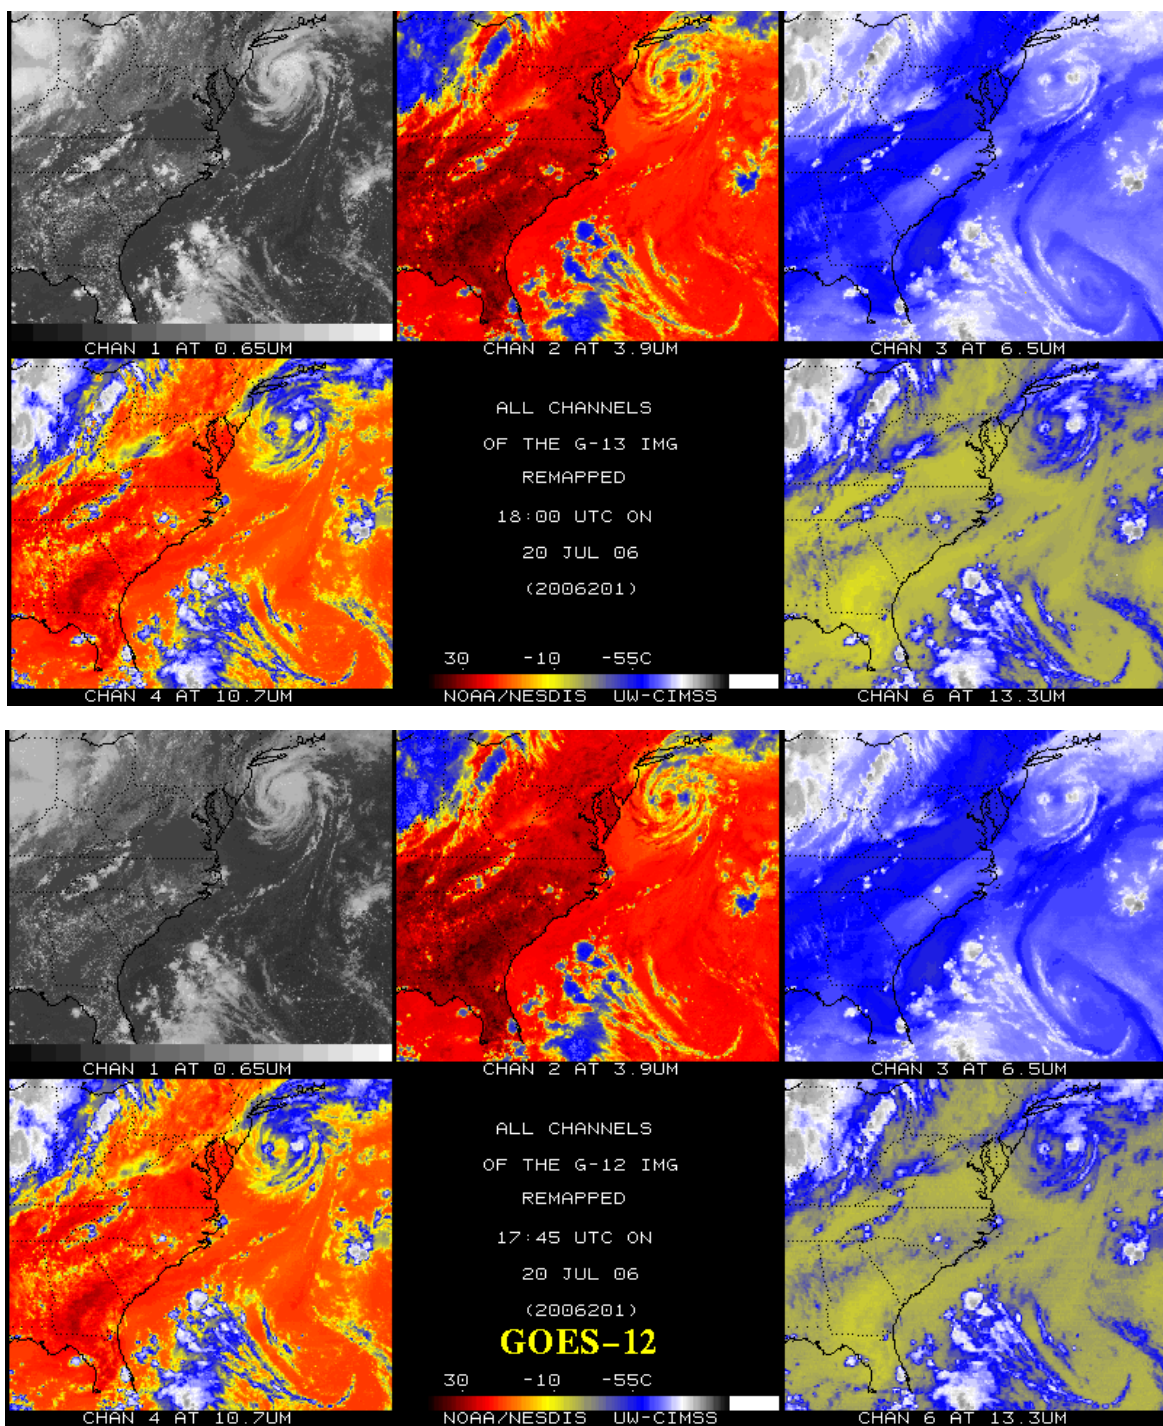 CHAN 1 AT 0.65UM
CHAN 2 AT 3.9UM
CHAN 3 AT 6.5UM
ALL CHANNELS
OF THE G-13 IMG
REMAPPED
18:00 UTC ON
20 JUL 06
(2006201)
30 -10 -55C
NOAA/NESDIS UW-CIMSS
CHAN 4 AT 10.7UM
CHAN 6 AT 13.3UM
CHAN 1 AT 0.65UM
CHAN 2 AT 3.9UM
CHAN 3 AT 6.5UM
ALL CHANNELS
OF THE G-12 IMG
REMAPPED
17:45 UTC ON
20 JUL 06
(2006201)
GOES-12
30 -10 -55C
NOAA/NESDIS UW-CIMSS
CHAN 4 AT 10.7UM
CHAN 6 AT 13.3UM